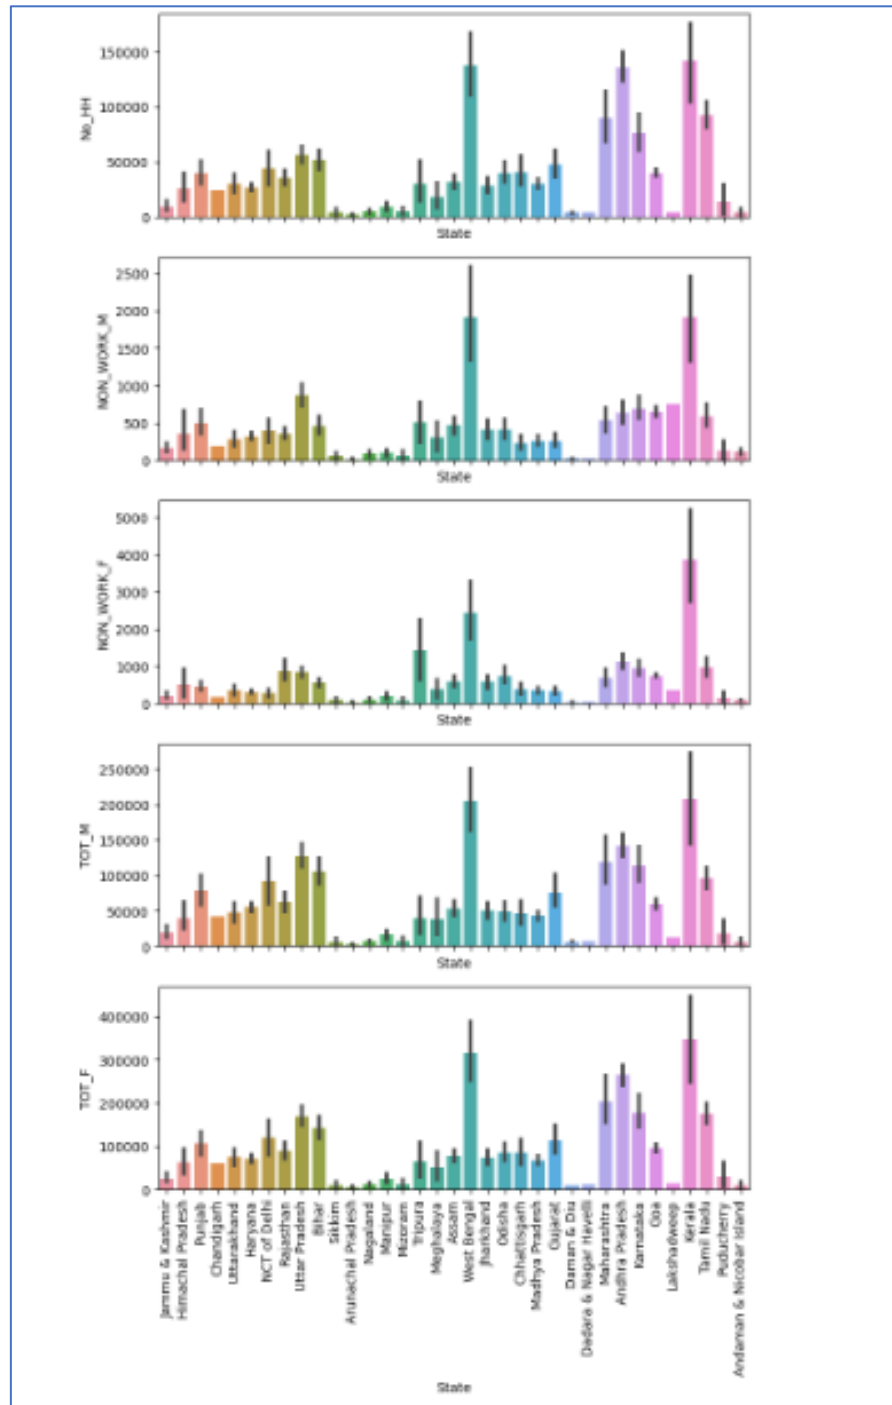 150000
100000
50000
0
No_HH
State
2500
2000
1500
1000
500
0
NON_WORK_M
State
5000
4000
3000
2000
1000
0
NON_WORK_F
State
250000
200000
150000
100000
50000
0
TOT_M
State
400000
300000
200000
100000
0
TOT_F
Jammu & Kashmir
Himachal Pradesh
Punjab
Chandigarh
Uttarakhand
Haryana
NCT of Delhi
Rajasthan
Uttar Pradesh
Bihar
Sikkim
Arunachal Pradesh
Nagaland
Manipur
Mizoram
Tripura
Meghalaya
Assam
West Bengal
Jharkhand
Odisha
Chhattisgarh
Madhya Pradesh
Gujarat
Daman & Diu
Dadara & Nagar Havelli
Maharashtra
Andhra Pradesh
Karnataka
Goa
Lakshadweep
Kerala
Tamil Nadu
Puducherry
Andaman & Nicobar Island
State